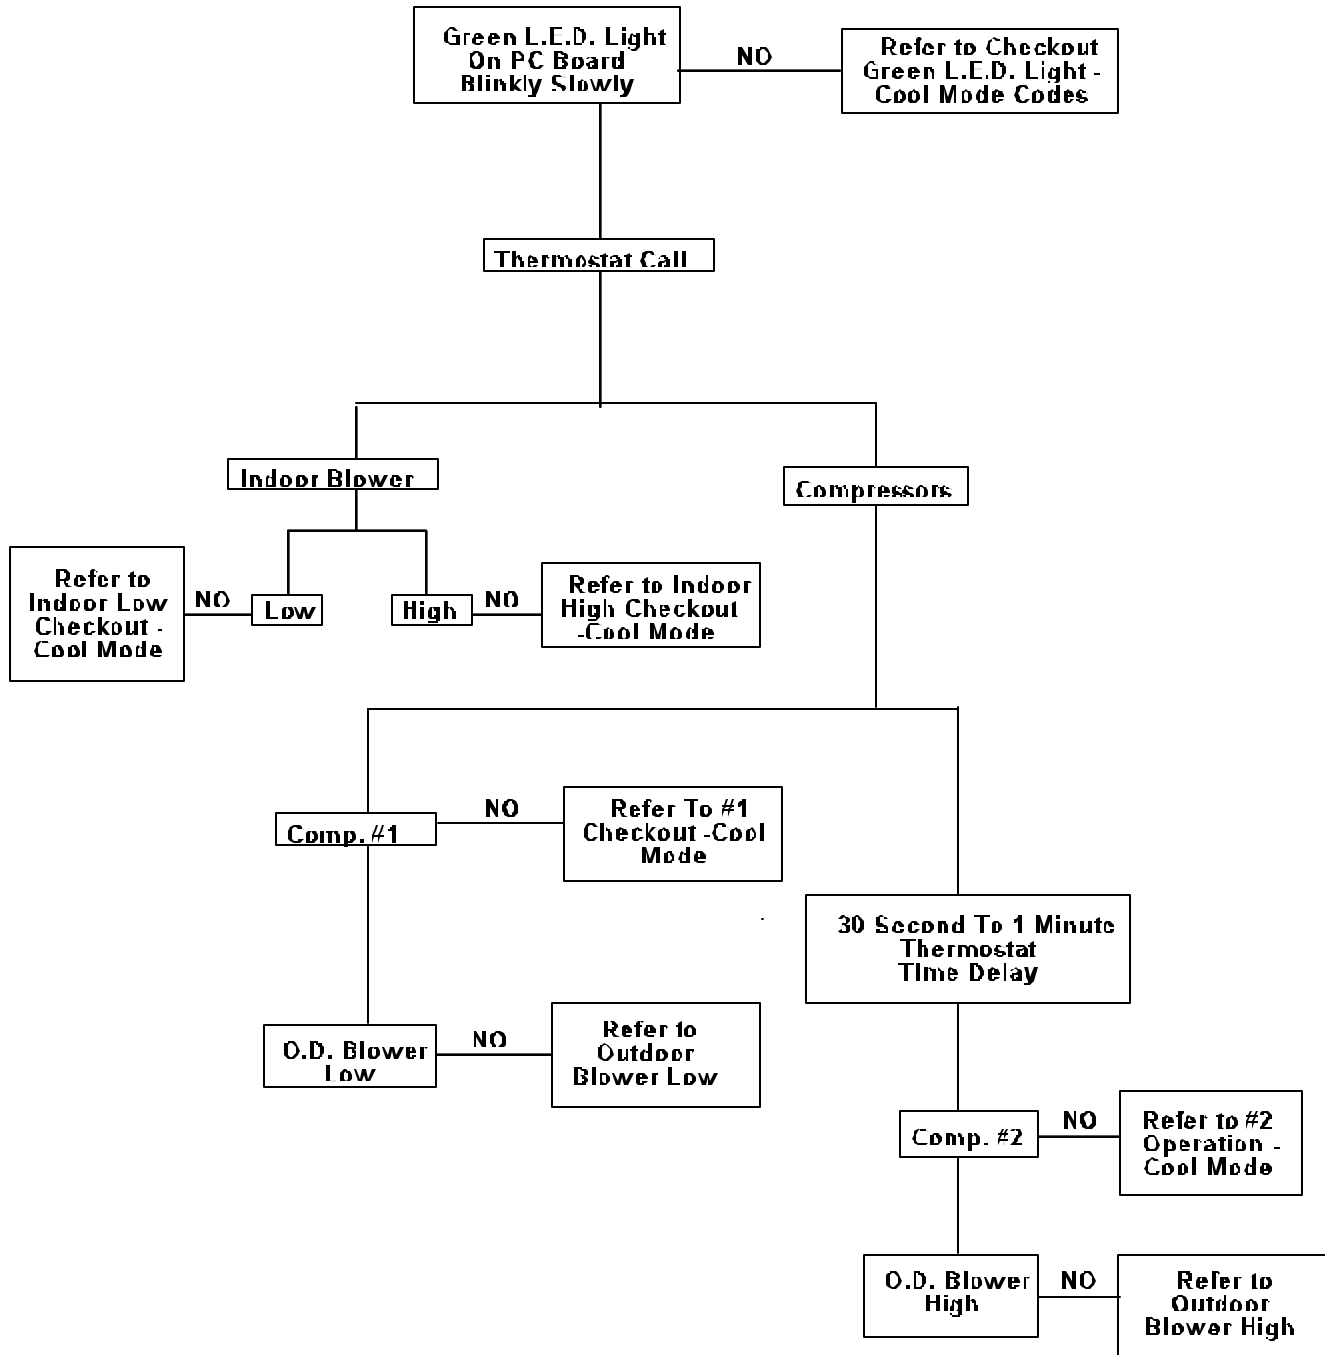 Green L.E.D. Light
On PC Board
Blinkly Slowly
NO
Refer to Checkout
Green L.E.D. Light -
Cool Mode Codes
Thermostat Call
Indoor Blower
Compressors
Refer to
Indoor Low
Checkout -
Cool Mode
NO
Low
High
NO
Refer to Indoor
High Checkout
-Cool Mode
Comp. #1
NO
Refer To #1
Checkout -Cool
Mode
30 Second To 1 Minute
Thermostat
TIme Delay
O.D. Blower
Low
NO
Refer to
Outdoor
Blower Low
Comp. #2
NO
Refer to #2
Operation -
Cool Mode
O.D. Blower
High
NO
Refer to
Outdoor
Blower High